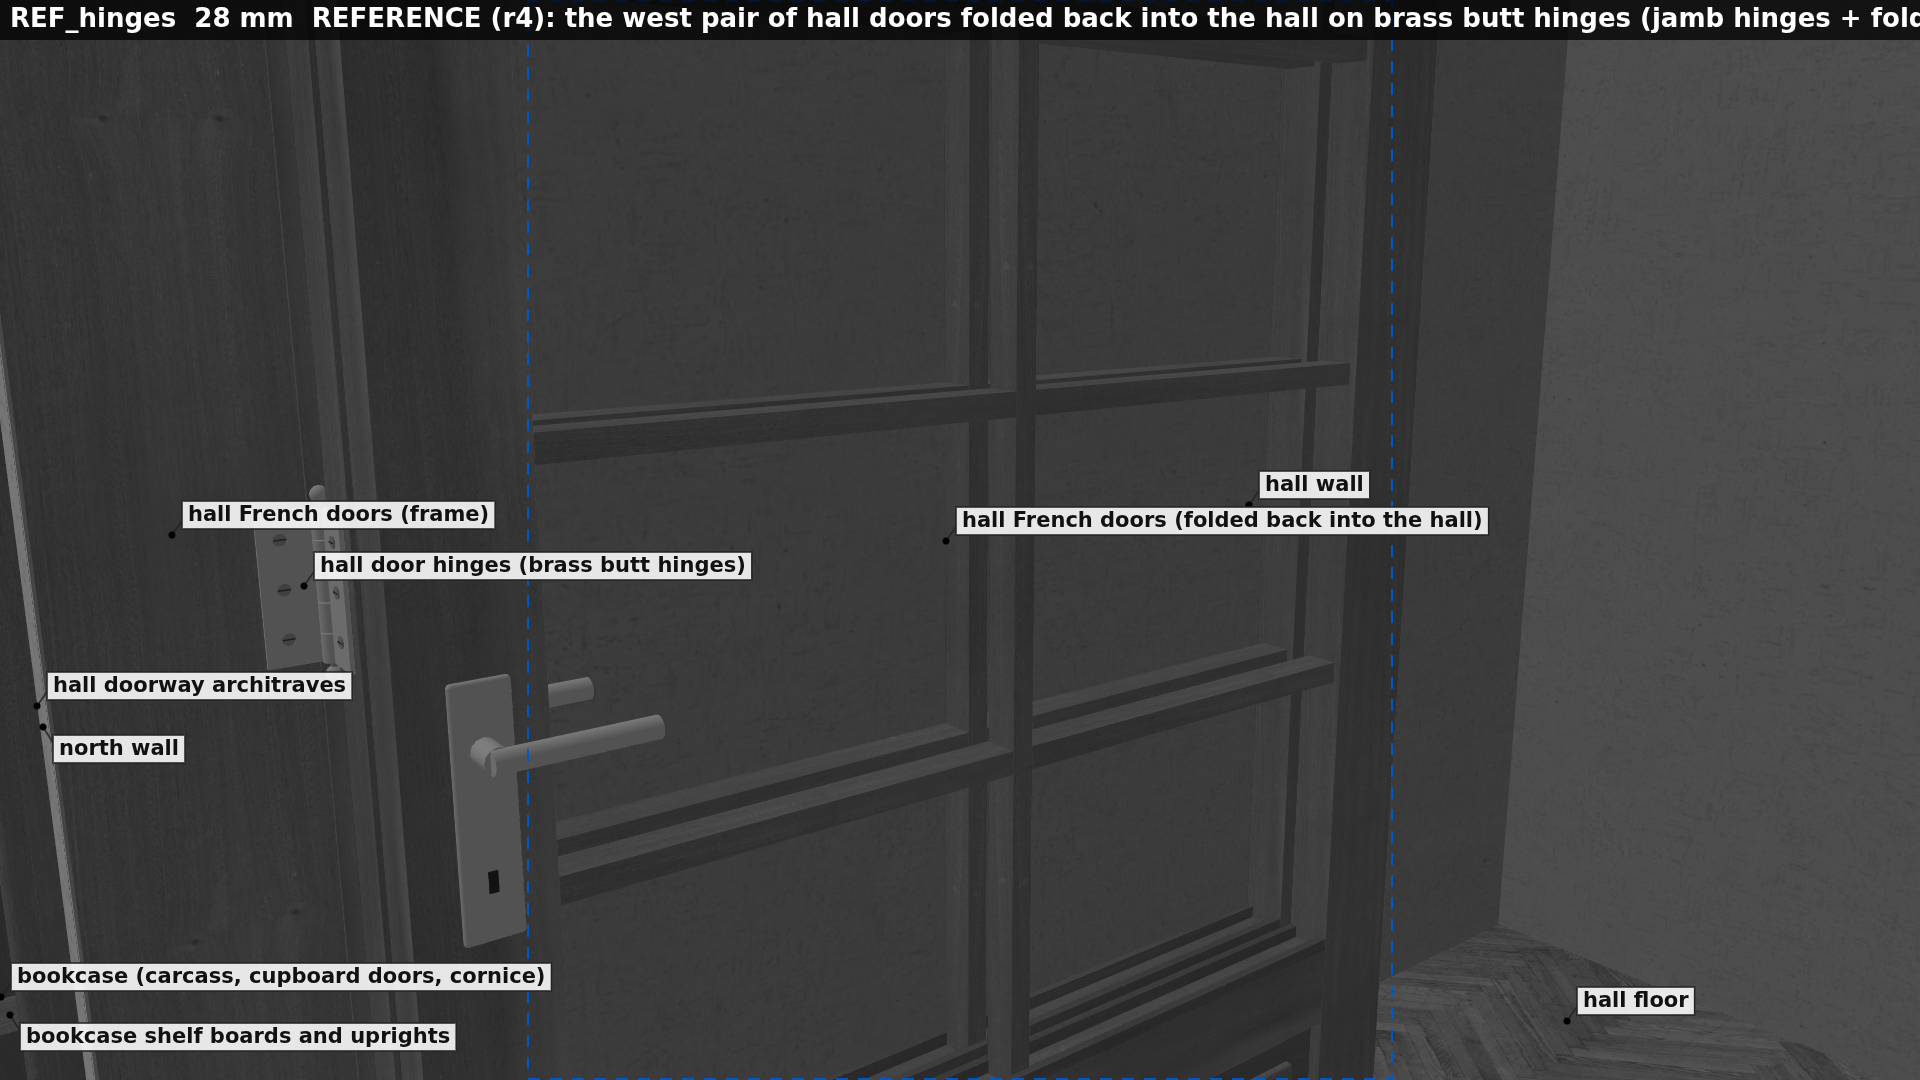 REF_hinges 28 mm REFERENCE (r4): the west pair of hall doors folded back into the hall on brass butt hinges (jamb hinges + fold
hall wall
hall French doors (frame)
hall French doors (folded back into the hall)
hall door hinges (brass butt hinges)
hall doorway architraves
north wall
bookcase (carcass, cupboard doors, cornice)
hall floor
bookcase shelf boards and uprights